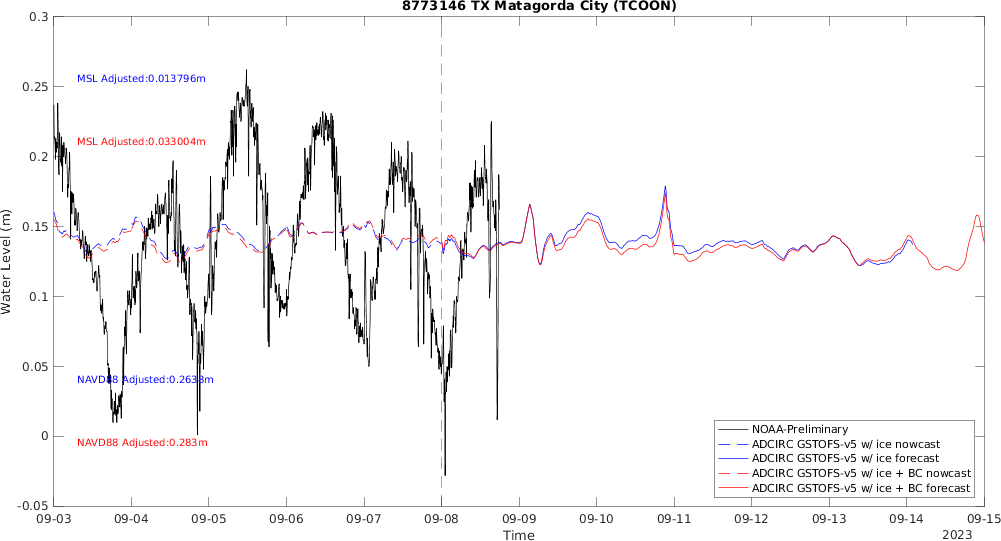 8773146 TX Matagorda City (TCOON)
0.3
0.25
0.2
0.15
0.1
0.05
0
-0.05
Water Level (m)
MSL Adjusted:0.013796m
MSL Adjusted:0.033004m
NAVD88 Adjusted:0.2638m
NAVD88 Adjusted:0.283m
NOAA-Preliminary
ADCIRC GSTOFS-v5 w/ ice nowcast
ADCIRC GSTOFS-v5 w/ ice forecast
ADCIRC GSTOFS-v5 w/ ice + BC nowcast
ADCIRC GSTOFS-v5 w/ ice + BC forecast
09-03 09-04 09-05 09-06 09-07 09-08 09-09 09-10 09-11 09-12 09-13 09-14 09-15
Time
2023